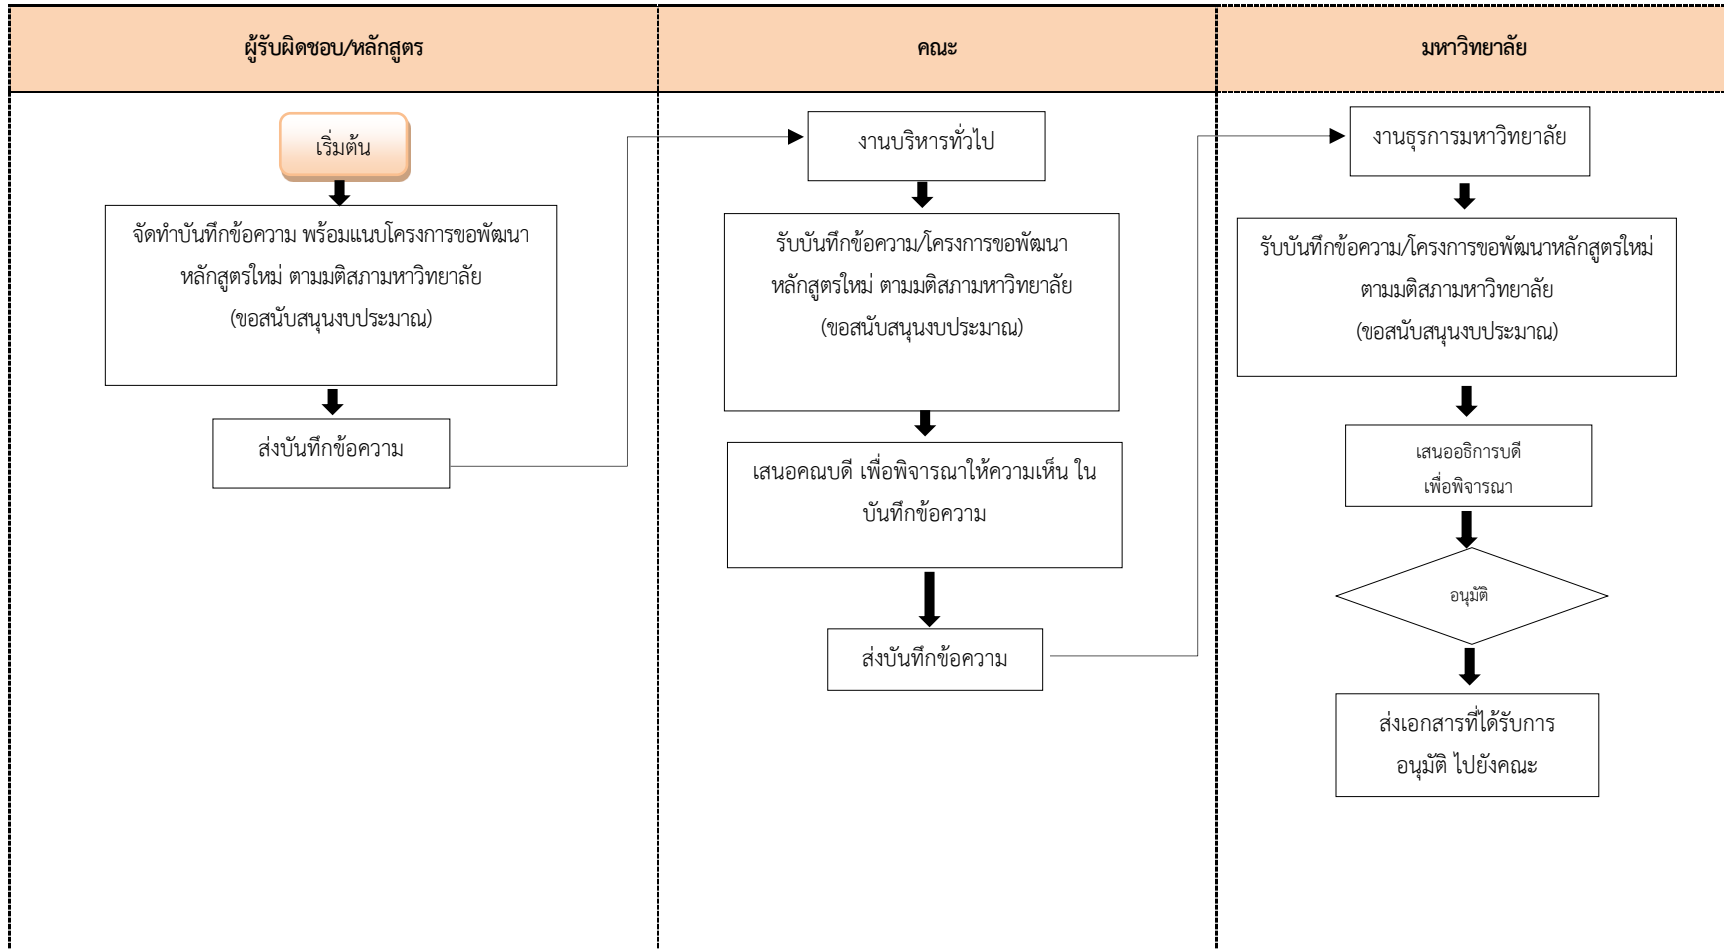 ผู้รับผิดชอบ/หลักสูตร
คณะ
มหาวิทยาลัย
เริ่มต้น
จัดทำบันทึกข้อความ พร้อมแนบโครงการขอพัฒนา
หลักสูตรใหม่ ตามมติสภามหาวิทยาลัย
(ขอสนับสนุนงบประมาณ)
ส่งบันทึกข้อความ
งานบริหารทั่วไป
รับบันทึกข้อความ/โครงการขอพัฒนา
หลักสูตรใหม่ ตามมติสภามหาวิทยาลัย
(ขอสนับสนุนงบประมาณ)
เสนอคณบดี เพื่อพิจารณาให้ความเห็น ใน
บันทึกข้อความ
ส่งบันทึกข้อความ
งานธุรการมหาวิทยาลัย
รับบันทึกข้อความ/โครงการขอพัฒนาหลักสูตรใหม่
ตามมติสภามหาวิทยาลัย
(ขอสนับสนุนงบประมาณ)
เสนออธิการบดี
เพื่อพิจารณา
อนุมัติ
ส่งเอกสารที่ได้รับการ
อนุมัติ ไปยังคณะ